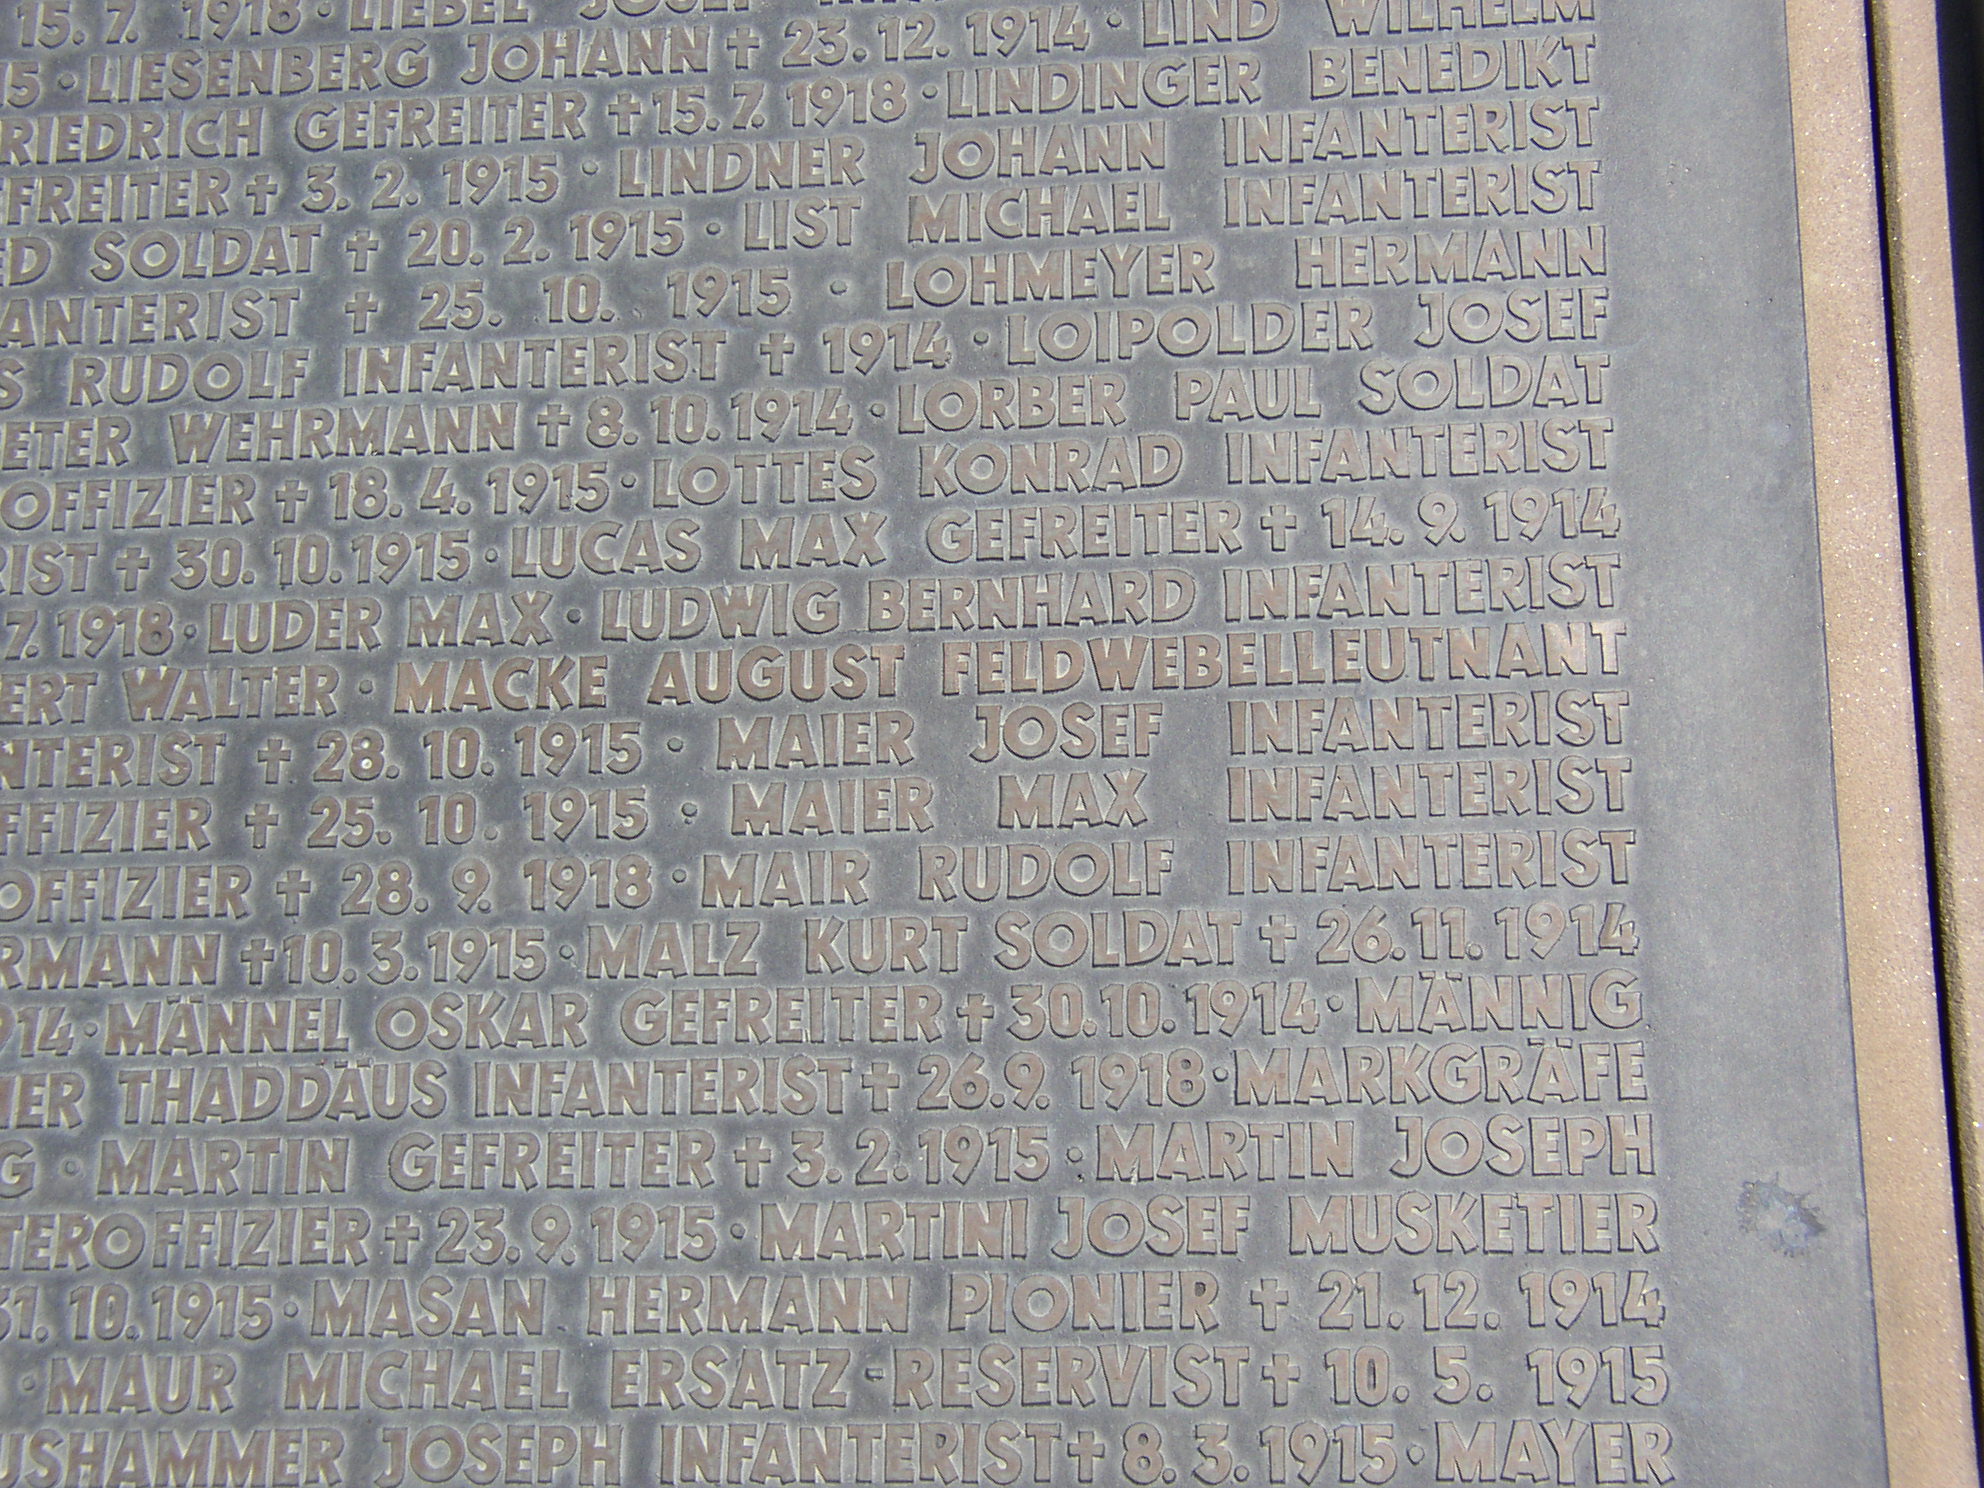 15. 7. 1918 · LIEBEL JOSEF
15 · LIESENBERG JOHANN † 23. 12. 1914 · LIND WILHELM
RIEDRICH GEFREITER † 15. 7. 1918 · LINDINGER BENEDIKT
EFREITER † 3. 2. 1915 · LINDNER JOHANN INFANTERIST
ED SOLDAT † 20. 2. 1915 · LIST MICHAEL INFANTERIST
ANTERIST † 25. 10. 1915 · LOHMEYER HERMANN
S RUDOLF INFANTERIST † 1914 · LOIPOLDER JOSEF
ETER WEHRMANN † 8. 10. 1914 · LORBER PAUL SOLDAT
OFFIZIER † 18. 4. 1915 · LOTTES KONRAD INFANTERIST
RIST † 30. 10. 1915 · LUCAS MAX GEFREITER † 14. 9. 1914
7. 1918 · LUDER MAX · LUDWIG BERNHARD INFANTERIST
ERT WALTER · MACKE AUGUST FELDWEBELLEUTNANT
NTERIST † 28. 10. 1915 · MAIER JOSEF INFANTERIST
FFIZIER † 25. 10. 1915 · MAIER MAX INFANTERIST
OFFIZIER † 28. 9. 1918 · MAIR RUDOLF INFANTERIST
RMANN † 10. 3. 1915 · MALZ KURT SOLDAT † 26. 11. 1914
914 · MÄNNEL OSKAR GEFREITER † 30. 10. 1914 · MÄNNIG
NER THADDÄUS INFANTERIST † 26. 9. 1918 · MARKGRÄFE
G · MARTIN GEFREITER † 3. 2. 1915 · MARTIN JOSEPH
TEROFFIZIER † 23. 9. 1915 · MARTINI JOSEF MUSKETIER
31. 10. 1915 · MASAN HERMANN PIONIER † 21. 12. 1914
· MAUR MICHAEL ERSATZ-RESERVIST † 10. 5. 1915
USHAMMER JOSEPH INFANTERIST † 8. 3. 1915 · MAYER